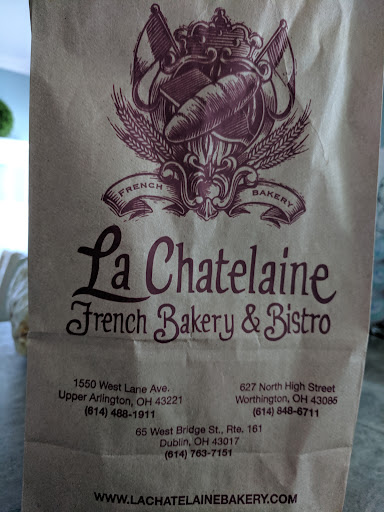 FRENCH BAKERY
La Chatelaine
French Bakery & Bistro
1550 West Lane Ave.
Upper Arlington, OH 43221
(614) 488-1911
627 North High Street
Worthington, OH 43085
(614) 848-6711
65 West Bridge St., Rte. 161
Dublin, OH 43017
(614) 763-7151
WWW.LACHATELAINEBAKERY.COM